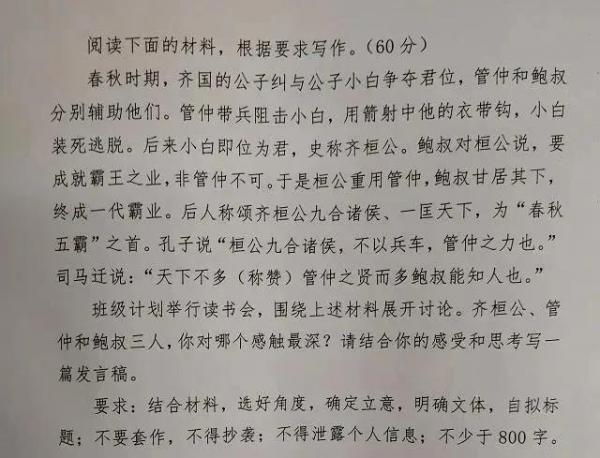 阅读下面的材料，根据要求写作。（60分）
春秋时期，齐国的公子纠与公子小白争夺君位，管仲和鲍叔
分别辅助他们。管仲带兵阻击小白，用箭射中他的衣带钩，小白
装死逃脱。后来小白即位为君，史称齐桓公。鲍叔对桓公说，要
成就霸王之业，非管仲不可。于是桓公重用管仲，鲍叔甘居其下，
终成一代霸业。后人称颂齐桓公九合诸侯、一匡天下，为“春秋
五霸”之首。孔子说“桓公九合诸侯，不以兵车，管仲之力也。”
司马迁说：“天下不多（称赞）管仲之贤而多鲍叔能知人也。”
班级计划举行读书会，围绕上述材料展开讨论。齐桓公、管
仲和鲍叔三人，你对哪个感触最深？请结合你的感受和思考写一
篇发言稿。
要求：结合材料，选好角度，确定立意，明确文体，自拟标
题；不要套作，不得抄袭；不得泄露个人信息；不少于800字。